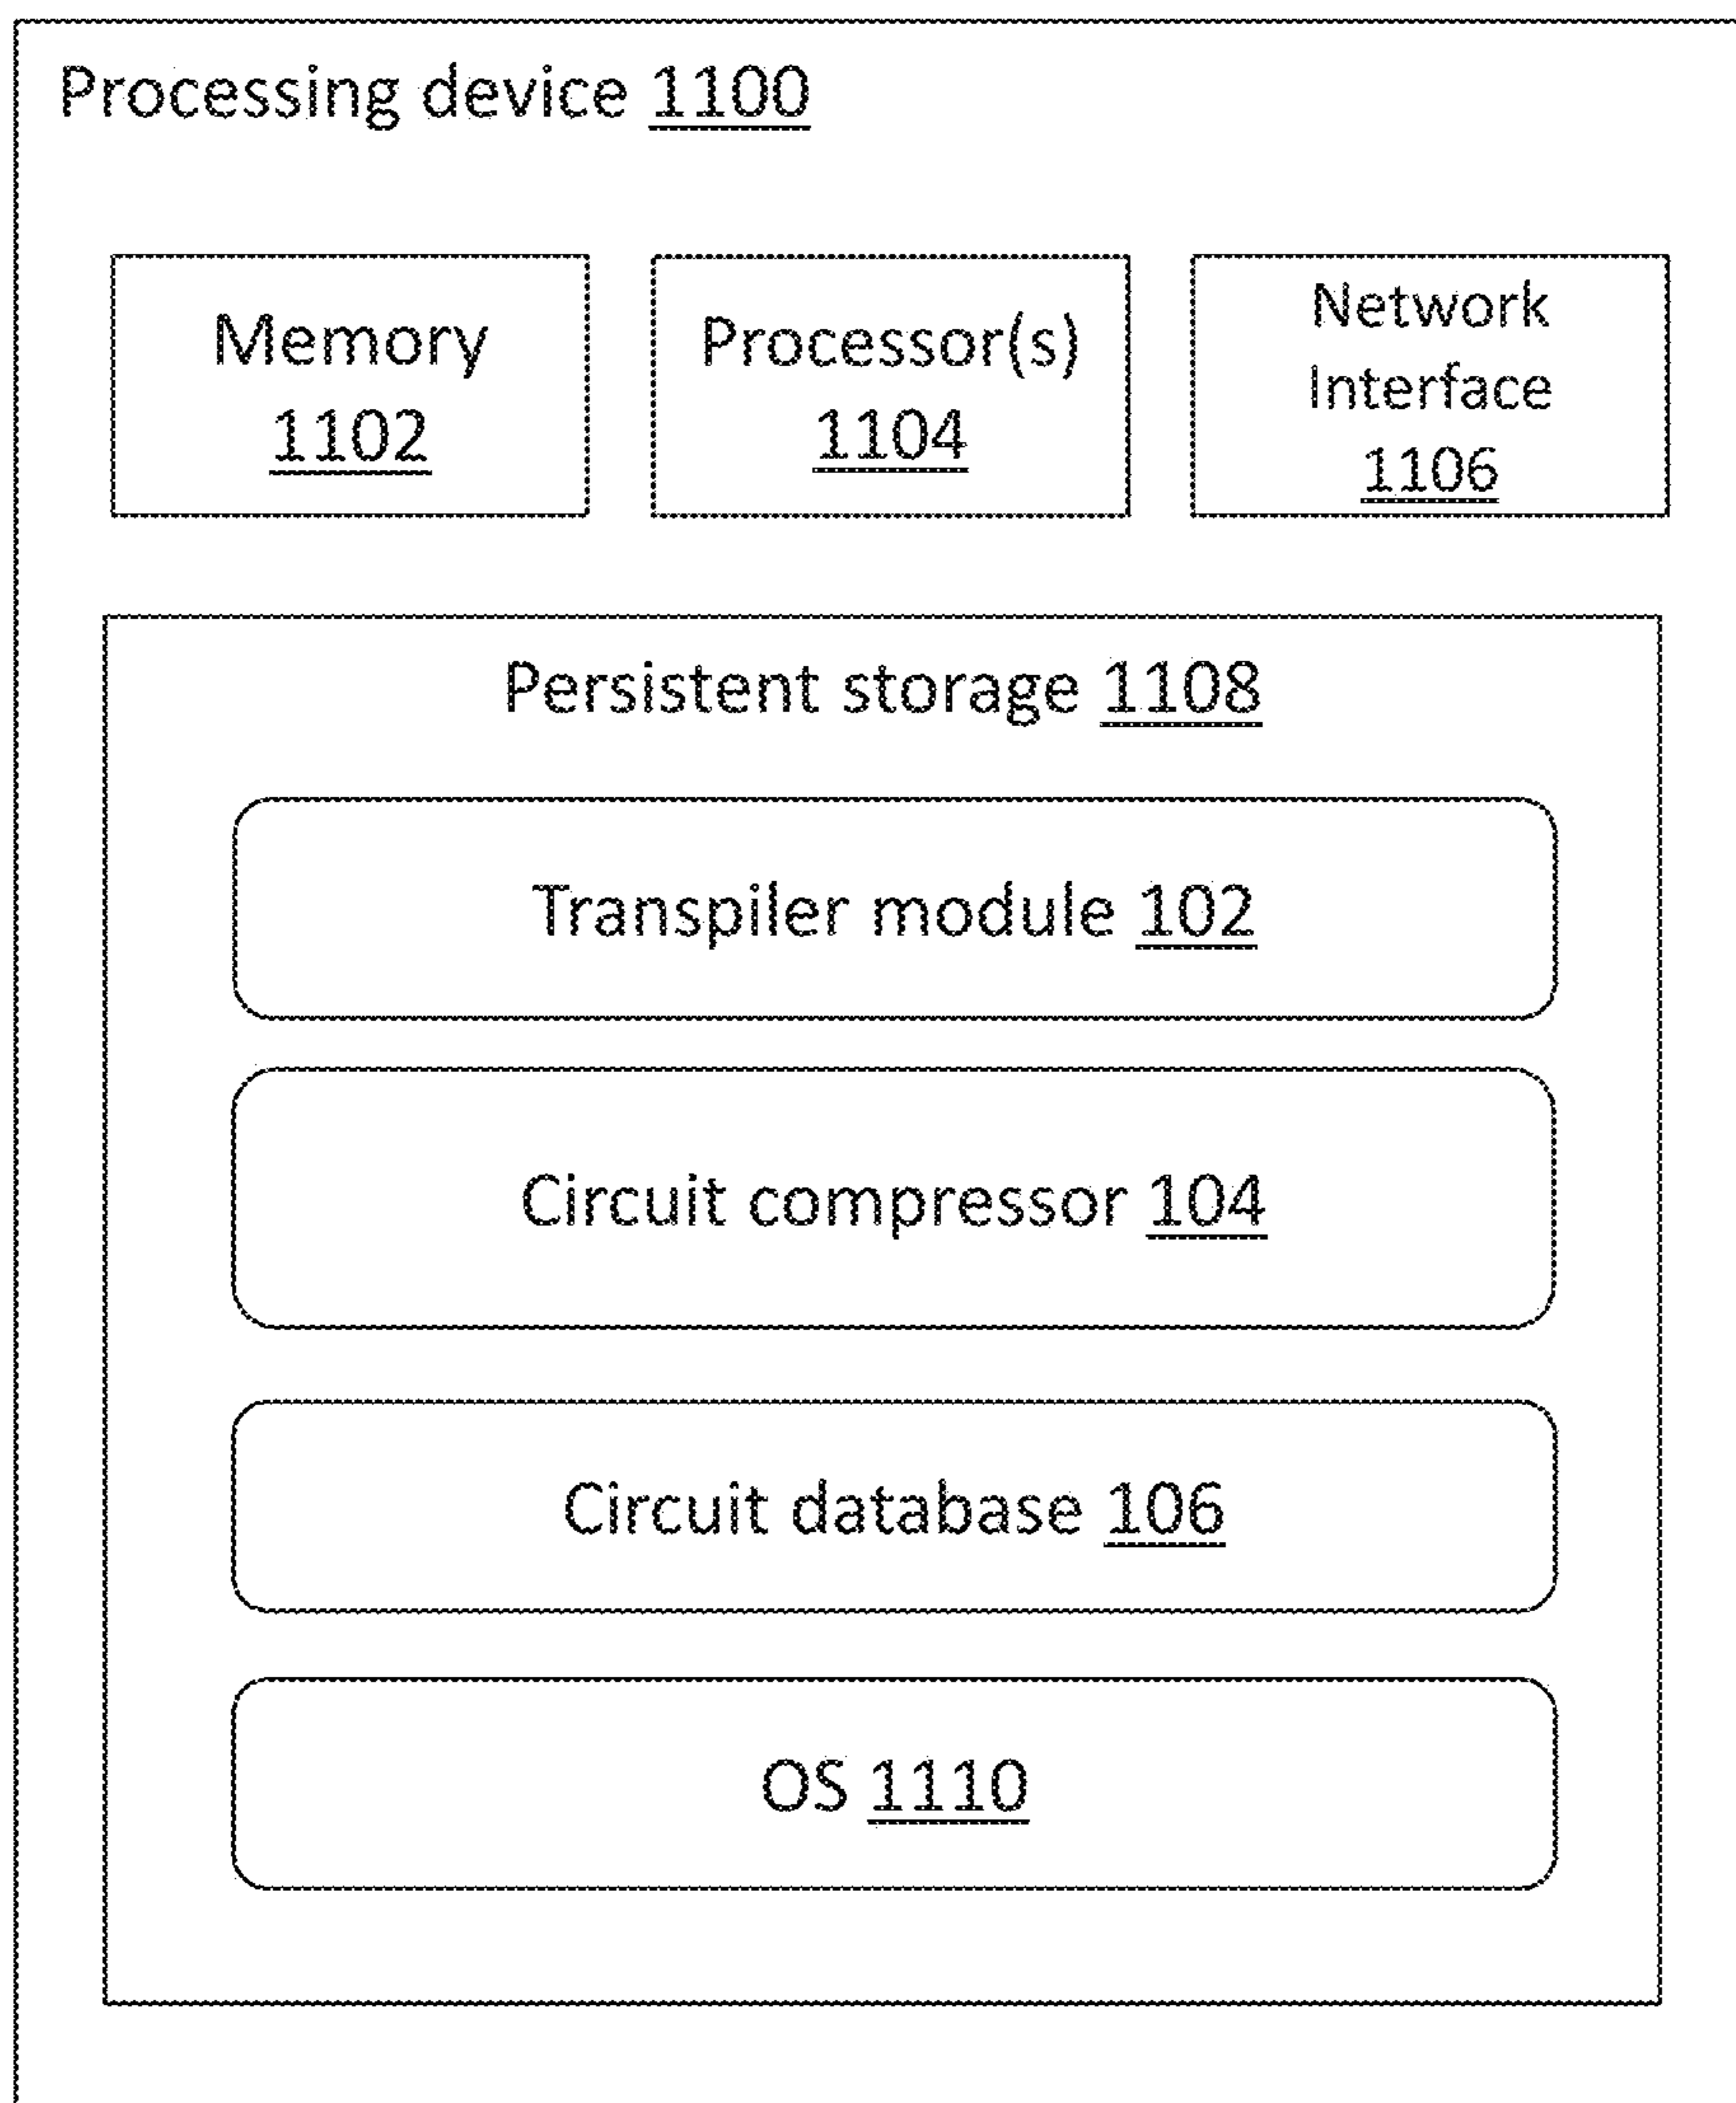 Processing device 1100
Memory
1102
Processor(s)
1104
Network
Interface
1106
Persistent storage 1108
Transpiler module 102
Circuit compressor 104
Circuit database 106
OS 1110